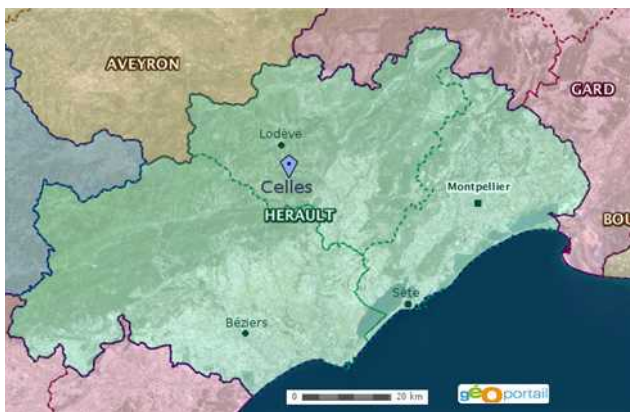 AVEYRON
GARD
Lodève
Celles
Montpellier
HERAULT
BOU
Sète
Béziers
0 20 km
géoportail